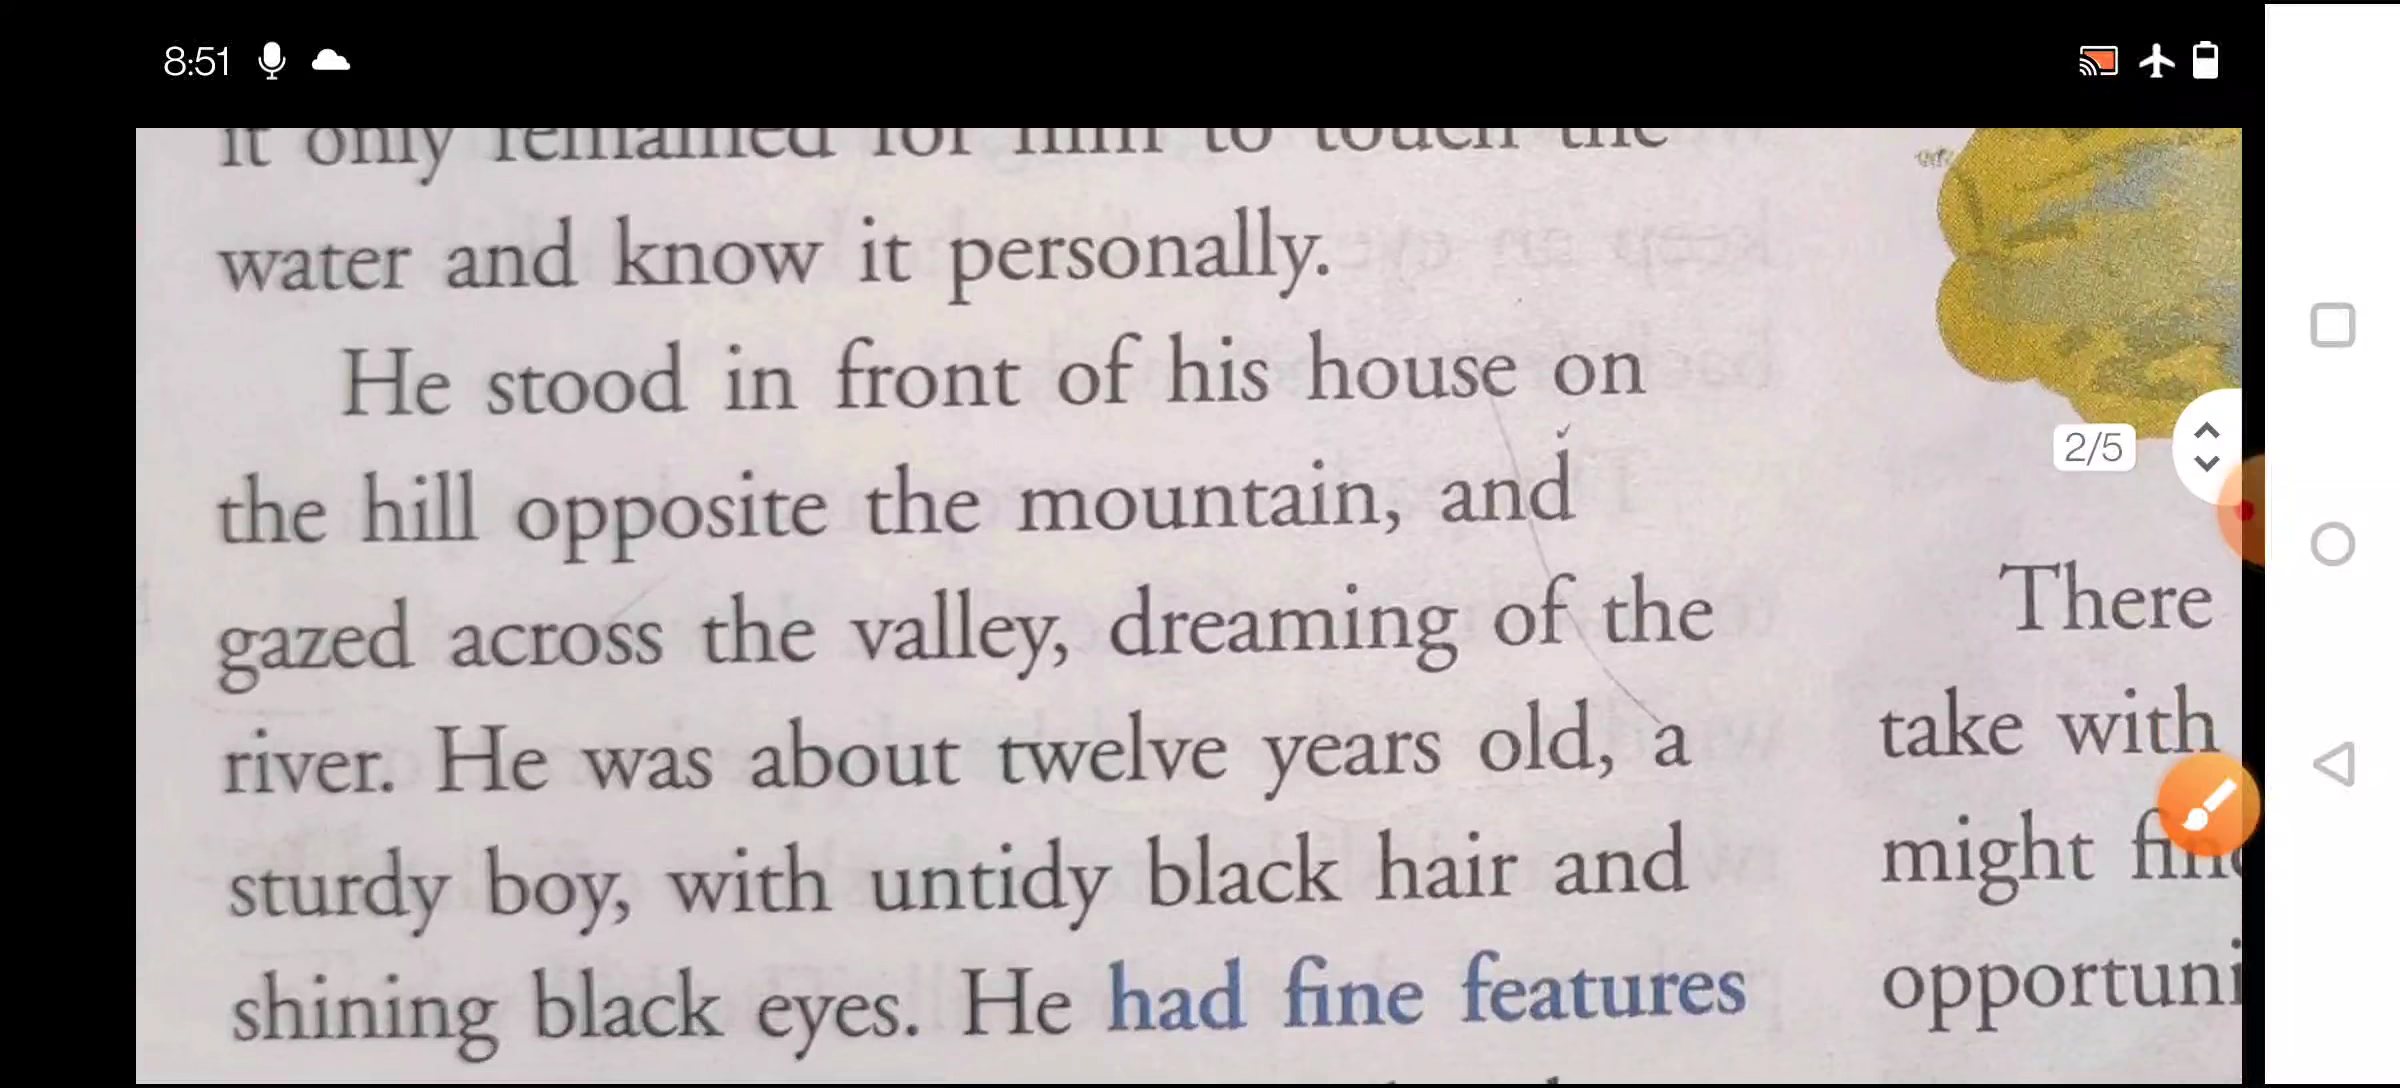 8:51
it only remained for him to touch the
water and know it personally.
He stood in front of his house on
the hill opposite the mountain, and
gazed across the valley, dreaming of the
river. He was about twelve years old, a
sturdy boy, with untidy black hair and
shining black eyes. He had fine features
2/5
There
take with
might
opportuni